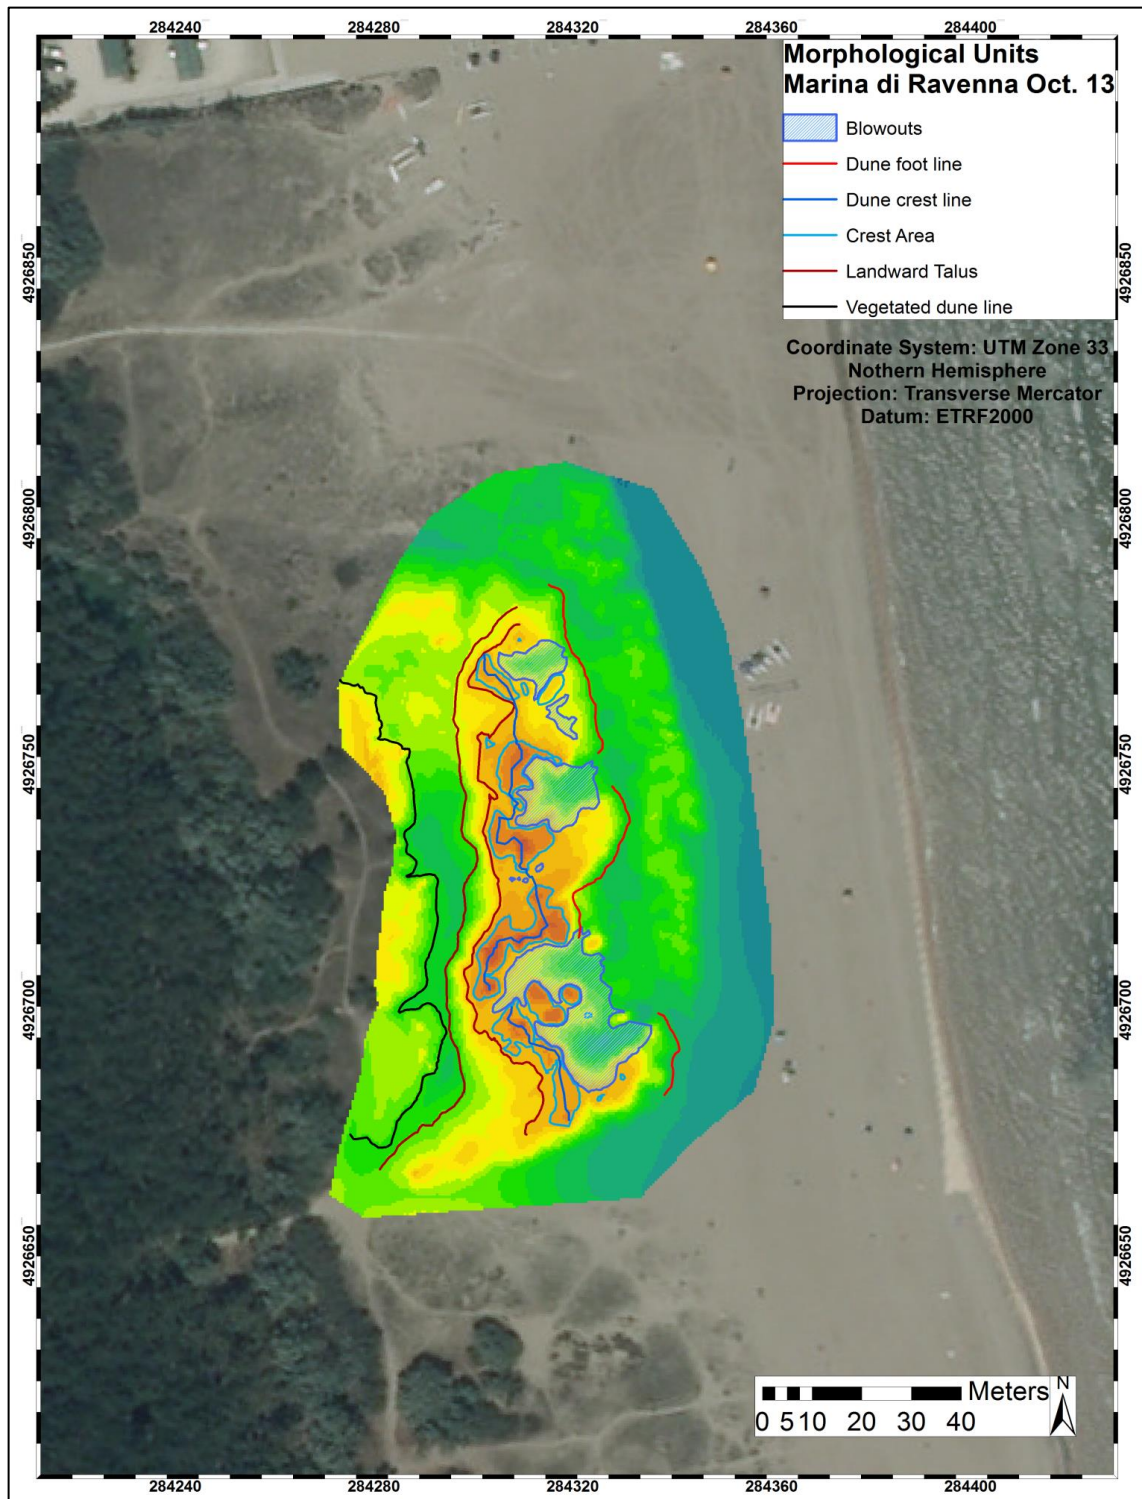 284240 284280 284320 284360 284400
Morphological Units
Marina di Ravenna Oct. 13
Blowouts
Dune foot line
Dune crest line
Crest Area
Landward Talus
Vegetated dune line
Coordinate System: UTM Zone 33
Nothern Hemisphere
Projection: Transverse Mercator
Datum: ETRF2000
4926850
4926800
4926750
4926700
4926650
4926850
4926800
4926750
4926700
4926650
Meters
N
0 5 10 20 30 40
284240 284280 284320 284360 284400